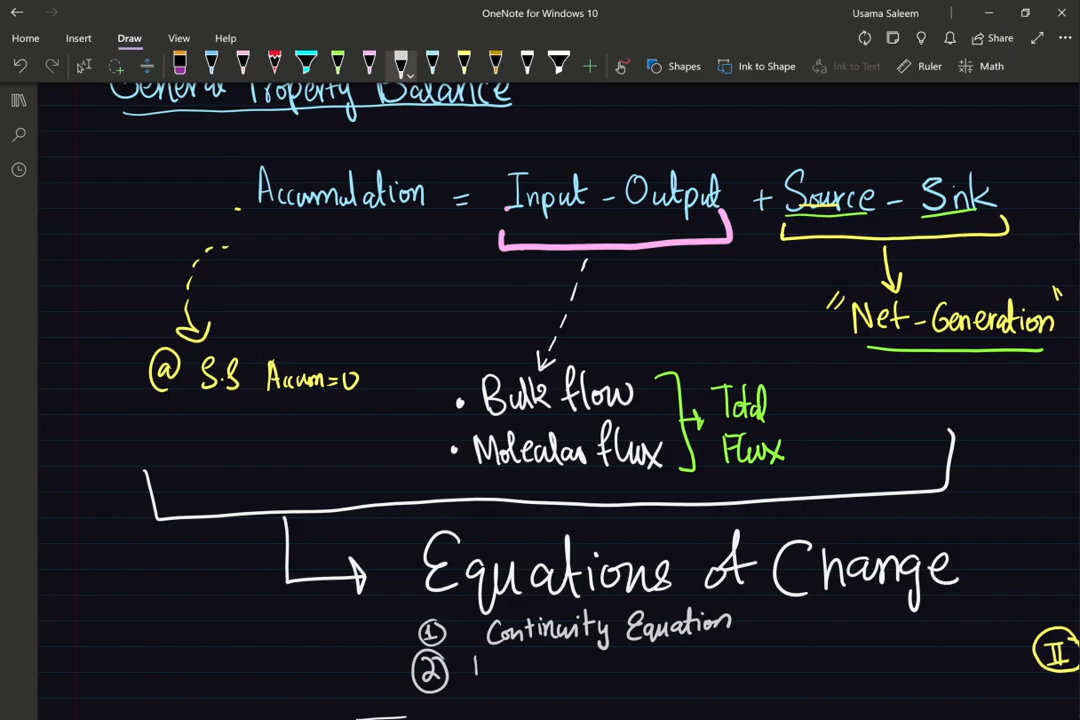 OneNote for Windows 10
Usama Saleem
Home Insert Draw View Help
Share
Shapes
Ink to Shape
Ink to Text
Ruler
Math
General Property Balance
Accumulation = Input - Output + Source - Sink
"Net-Generation"
@ S.S Accum=0
• Bulk flow
• Molecular flux
Total
Flux
Equations of Change
① Continuity Equation
②
II